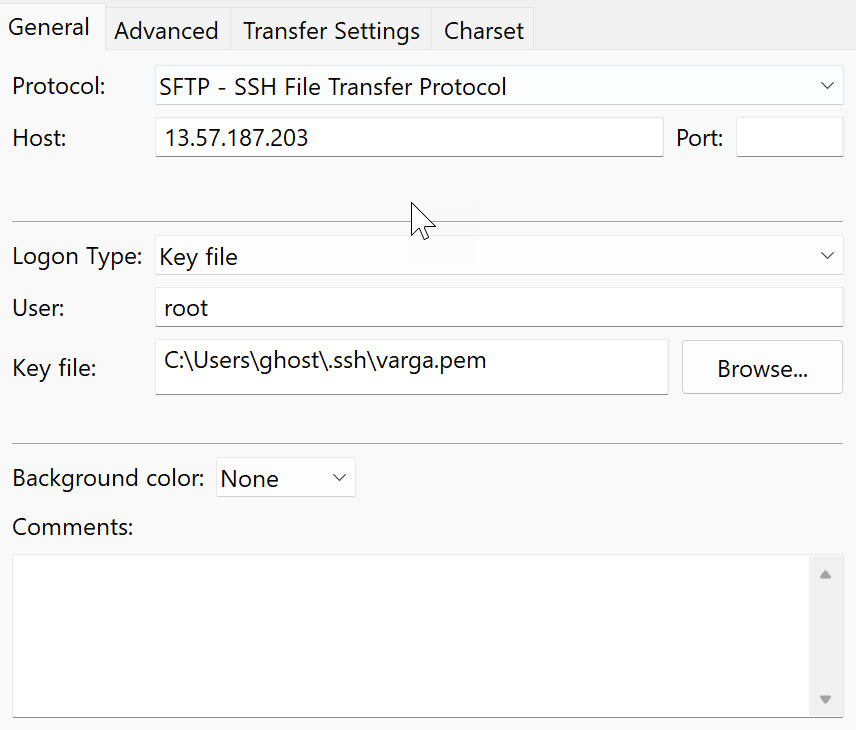 General Advanced Transfer Settings Charset
Protocol: SFTP - SSH File Transfer Protocol
Host: 13.57.187.203 Port:
Logon Type: Key file
User: root
Key file: C:\Users\ghost\.ssh\varga.pem Browse...
Background color: None
Comments: